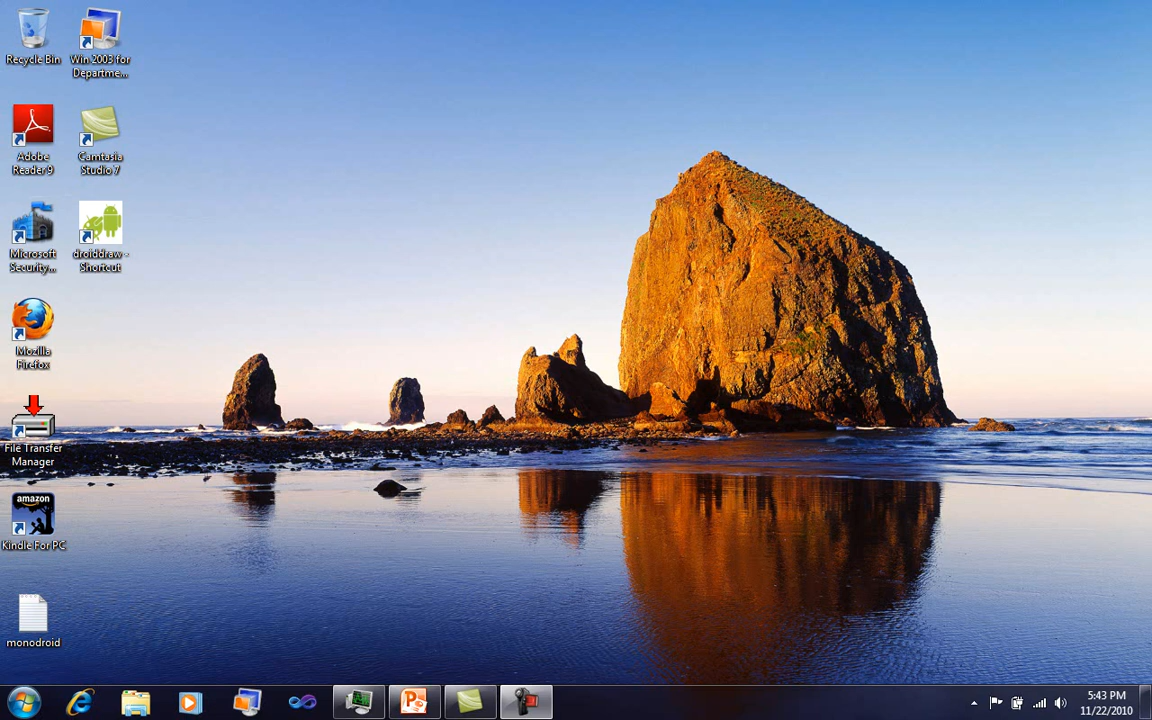 Recycle Bin
Win 2003 for
Departme...
Adobe
Reader 9
Camtasia
Studio 7
Microsoft
Security...
droiddraw -
Shortcut
Mozilla
Firefox
File Transfer
Manager
amazon
Kindle For PC
monodroid
5:43 PM
11/22/2010